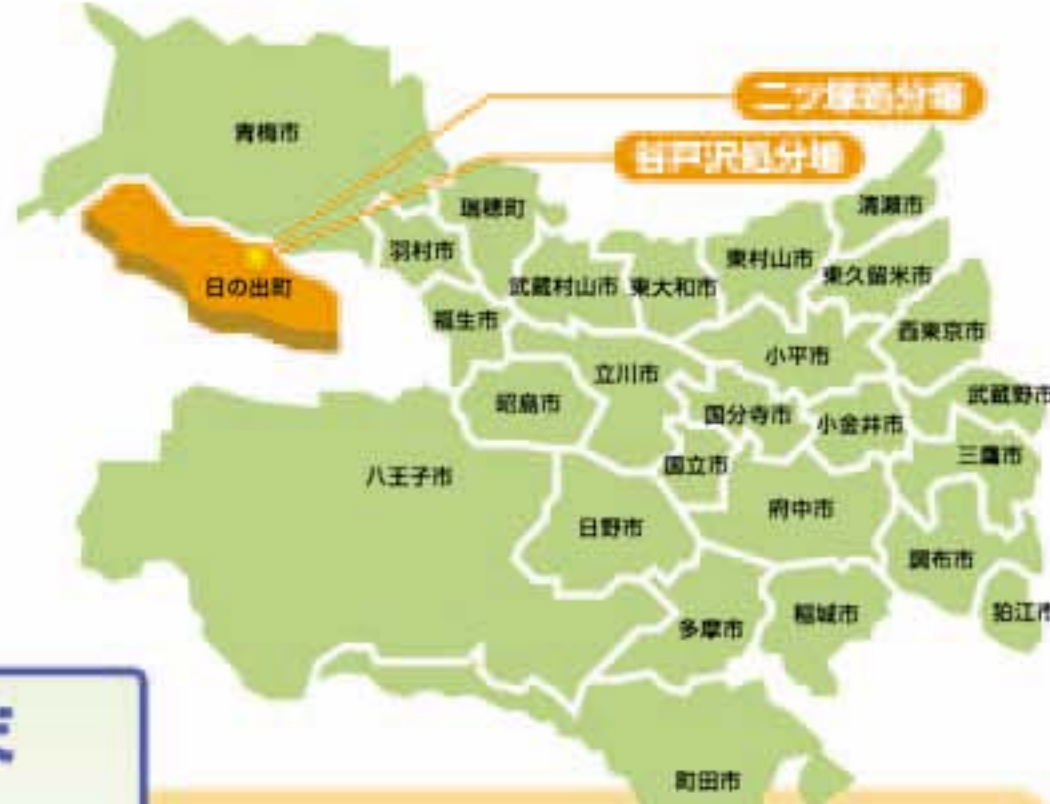 二ツ塚処分場
谷戸沢処分場
青梅市
瑞穂町
清瀬市
羽村市
東村山市
東久留米市
日の出町
武蔵村山市
東大和市
福生市
西東京市
小平市
立川市
武蔵野市
昭島市
国分寺市
小金井市
三鷹市
国立市
八王子市
府中市
日野市
調布市
稲城市
狛江市
多摩市
町田市